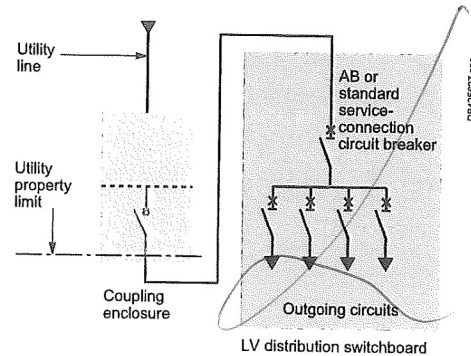 Utility
line
Utility
property
limit
Coupling
enclosure
AB or
standard
service-
connection
circuit breaker
Outgoing circuits
LV distribution switchboard